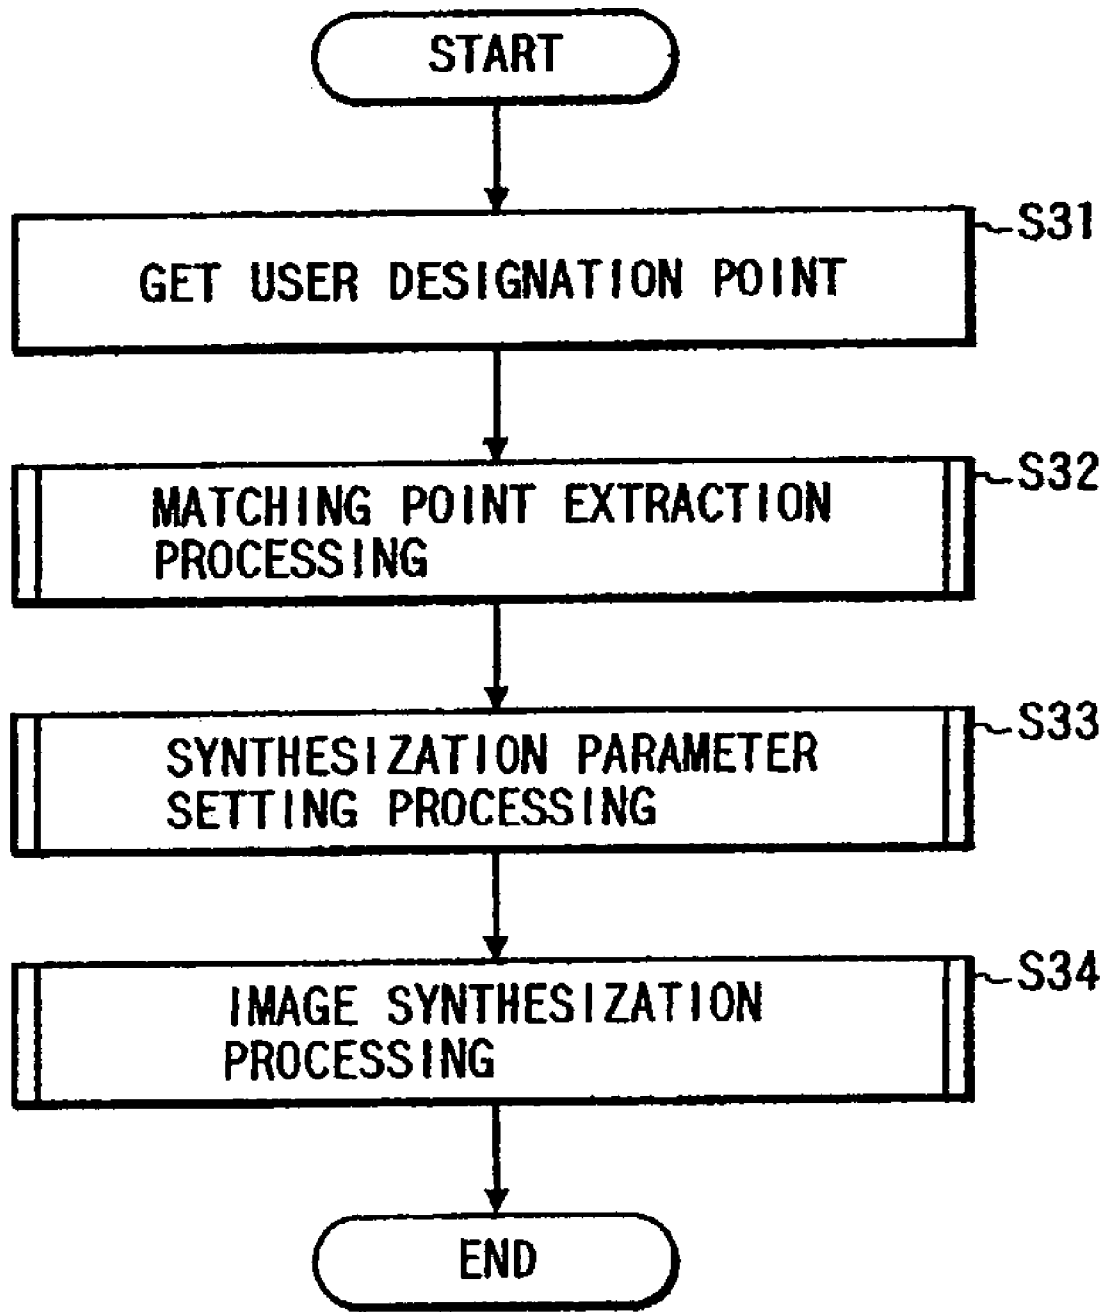 START
S31
GET USER DESIGNATION POINT
S32
MATCHING POINT EXTRACTION
PROCESSING
S33
SYNTHESIZATION PARAMETER
SETTING PROCESSING
S34
IMAGE SYNTHESIZATION
PROCESSING
END